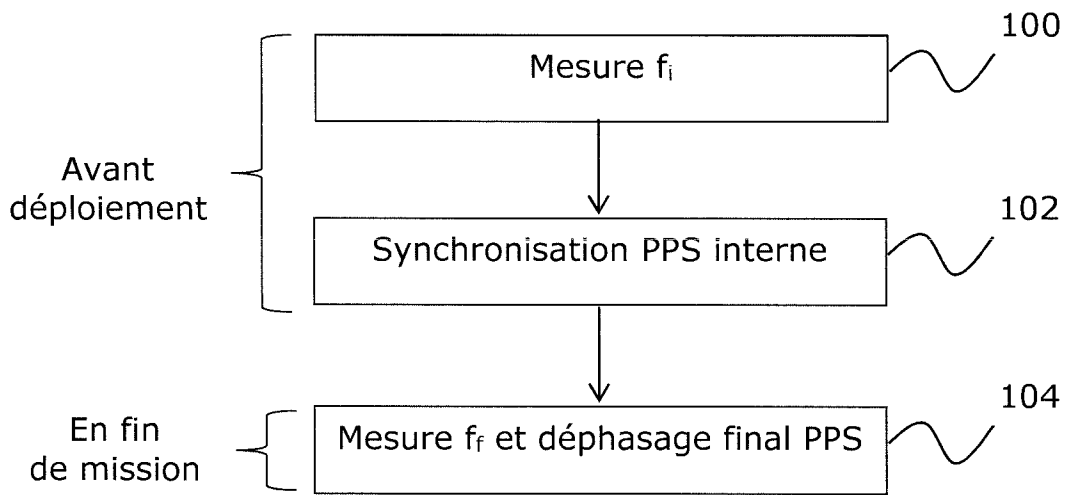 100
Mesure fᵢ
Avant
déploiement
102
Synchronisation PPS interne
104
En fin
de mission
Mesure f_f et déphasage final PPS